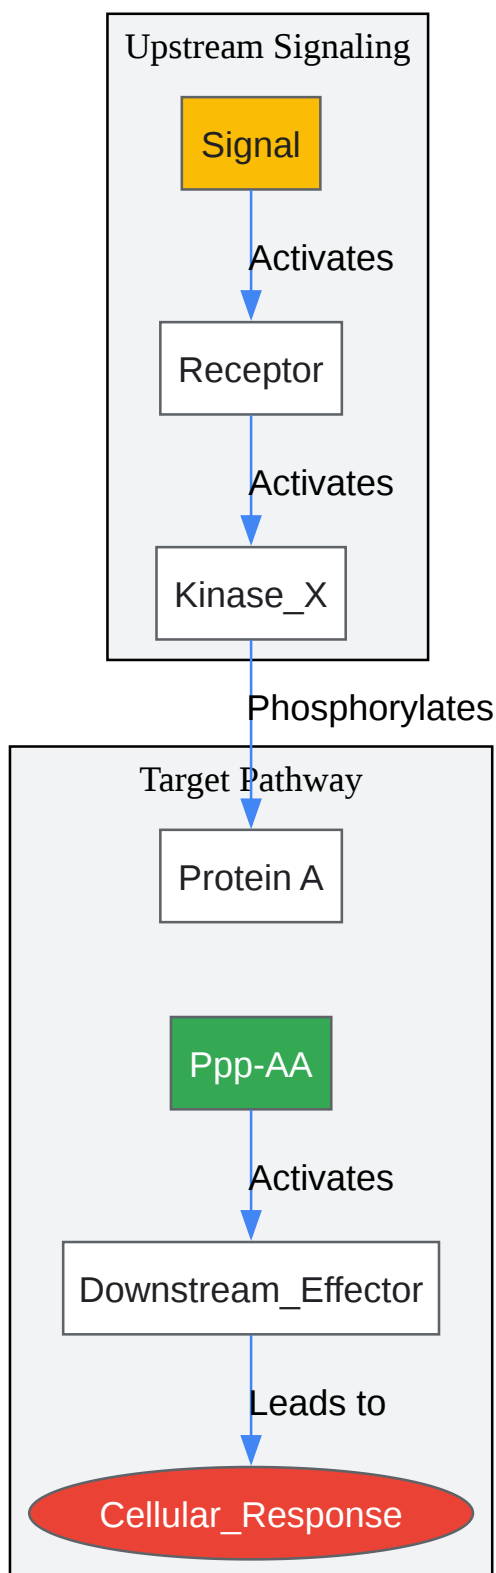 Upstream Signaling
Signal
Activates
Receptor
Activates
Kinase_X
Phosphorylates
Target Pathway
Protein A
Ppp-AA
Activates
Downstream_Effector
Leads to
Cellular_Response